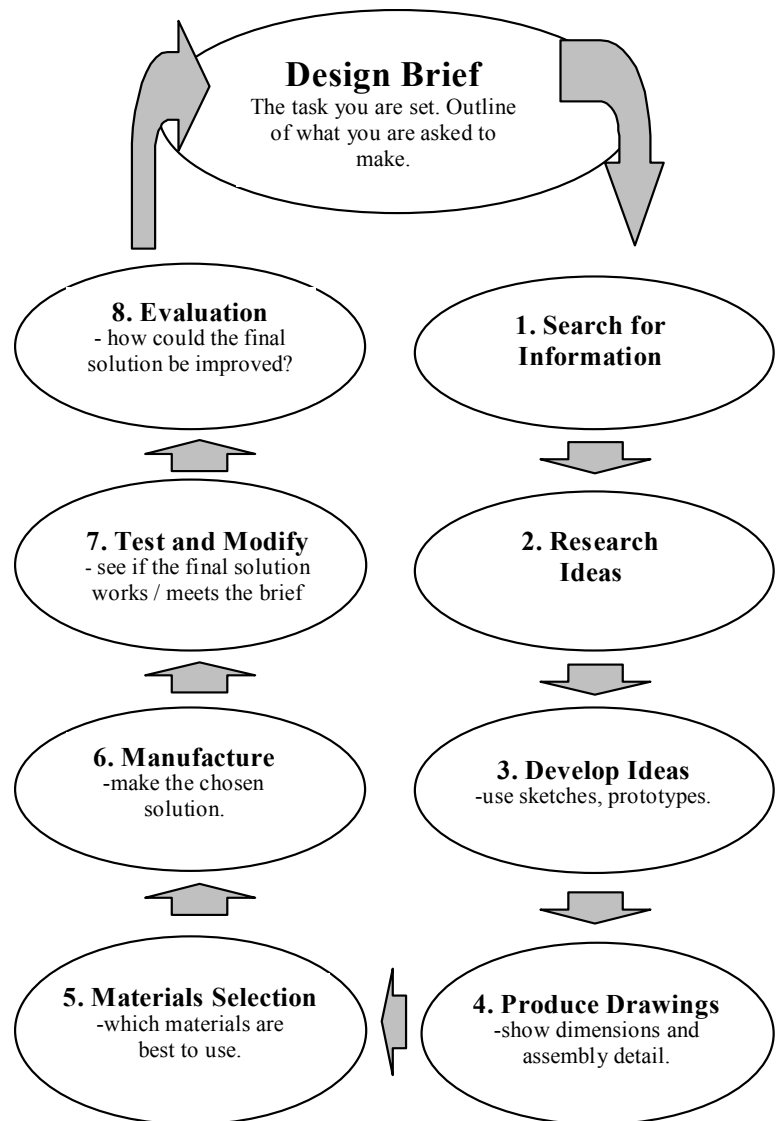 Design Brief
The task you are set. Outline
of what you are asked to
make.
1. Search for
Information
2. Research
Ideas
3. Develop Ideas
-use sketches, prototypes.
4. Produce Drawings
-show dimensions and
assembly detail.
5. Materials Selection
-which materials are
best to use.
6. Manufacture
-make the chosen
solution.
7. Test and Modify
- see if the final solution
works / meets the brief
8. Evaluation
- how could the final
solution be improved?